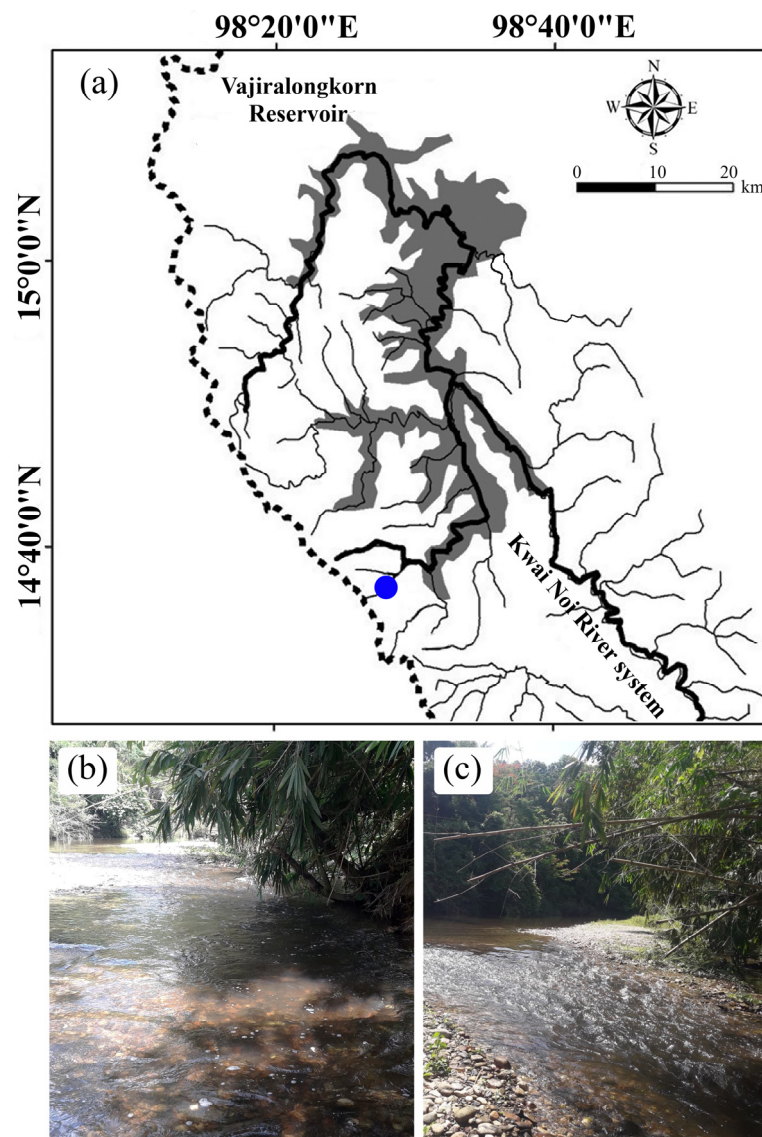 98°20'0"E
98°40'0"E
(a)
Vajiralongkorn
Reservoir
N
W
E
S
0
10
20
km
15°0'0"N
14°40'0"N
Kwai Noi River system
(b)
(c)